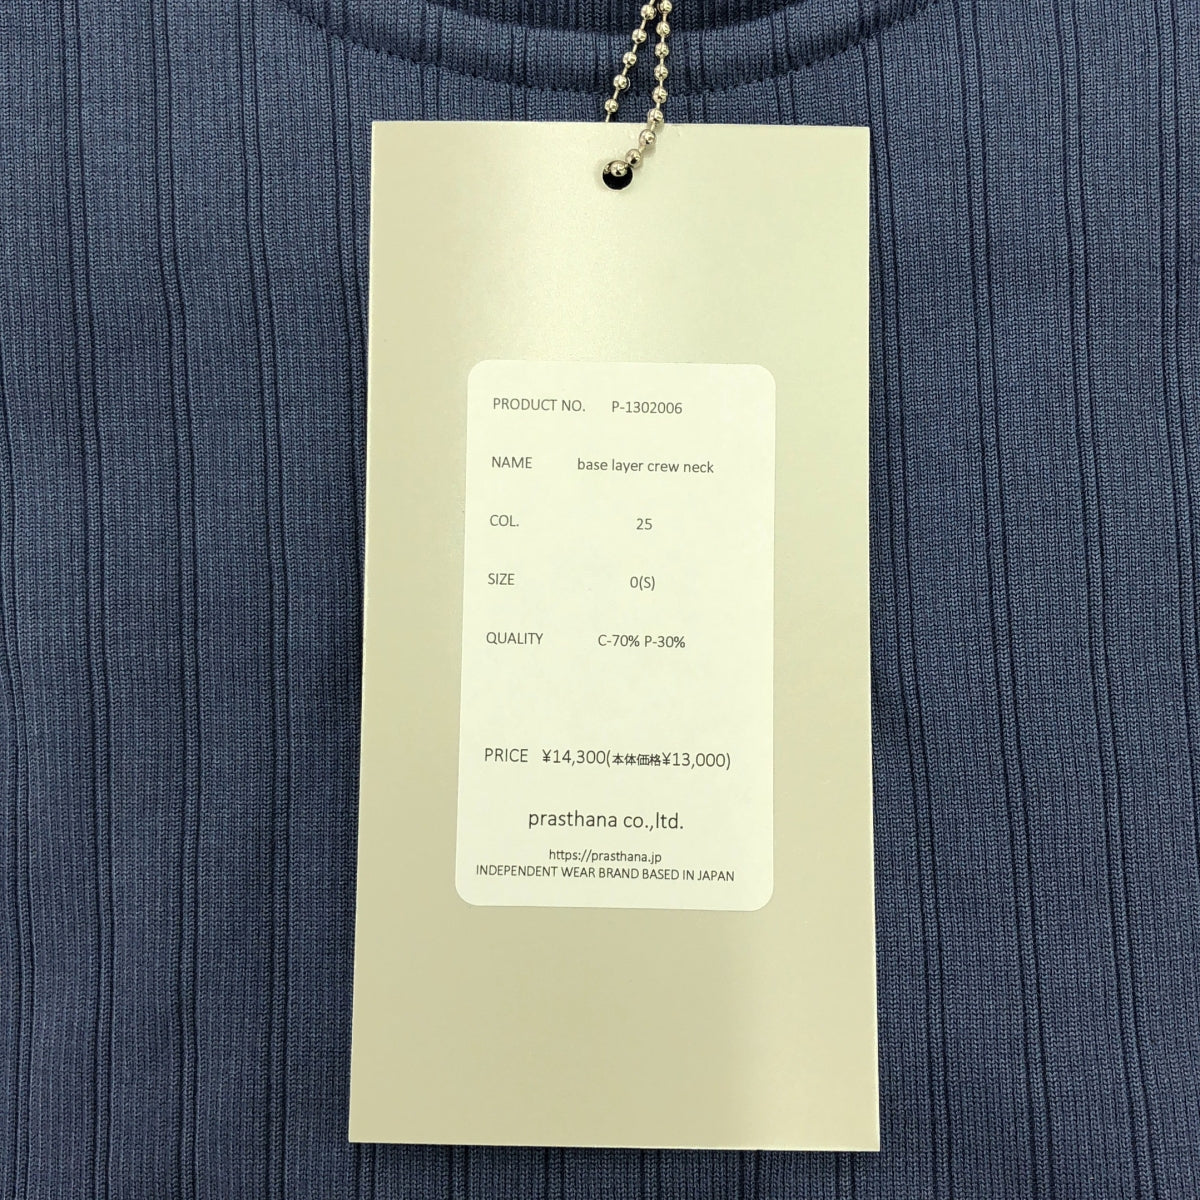 PRODUCT NO. P-1302006
NAME base layer crew neck
COL. 25
SIZE 0(S)
QUALITY C-70% P-30%
PRICE ¥14,300(本体価格¥13,000)
prasthana co.,ltd.
https://prasthana.jp
INDEPENDENT WEAR BRAND BASED IN JAPAN